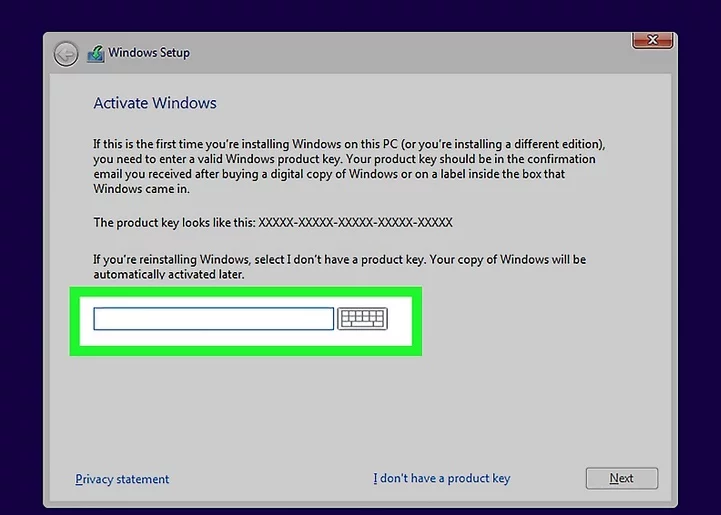 Windows Setup
Activate Windows
If this is the first time you're installing Windows on this PC (or you're installing a different edition),
you need to enter a valid Windows product key. Your product key should be in the confirmation
email you received after buying a digital copy of Windows or on a label inside the box that
Windows came in.
The product key looks like this: XXXXX-XXXXX-XXXXX-XXXXX-XXXXX
If you're reinstalling Windows, select I don't have a product key. Your copy of Windows will be
automatically activated later.
Privacy statement
I don't have a product key
Next